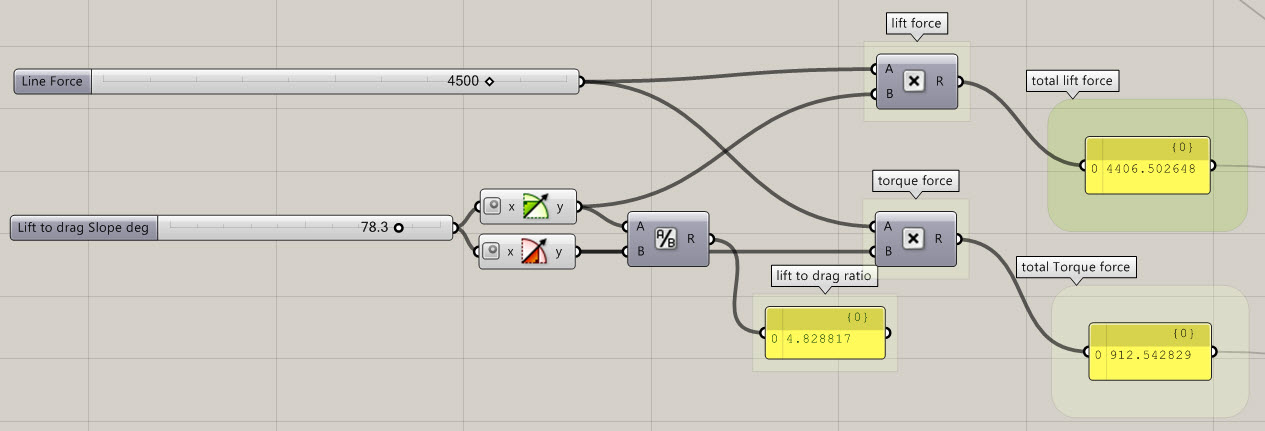 lift force
Line Force 4500
A
B
R
total lift force
{0}
0 4406.502648
torque force
x y
Lift to drag Slope deg 78.3
A
B
A/B
R
x y
A
B
R
lift to drag ratio
{0}
0 4.828817
total Torque force
{0}
0 912.542829